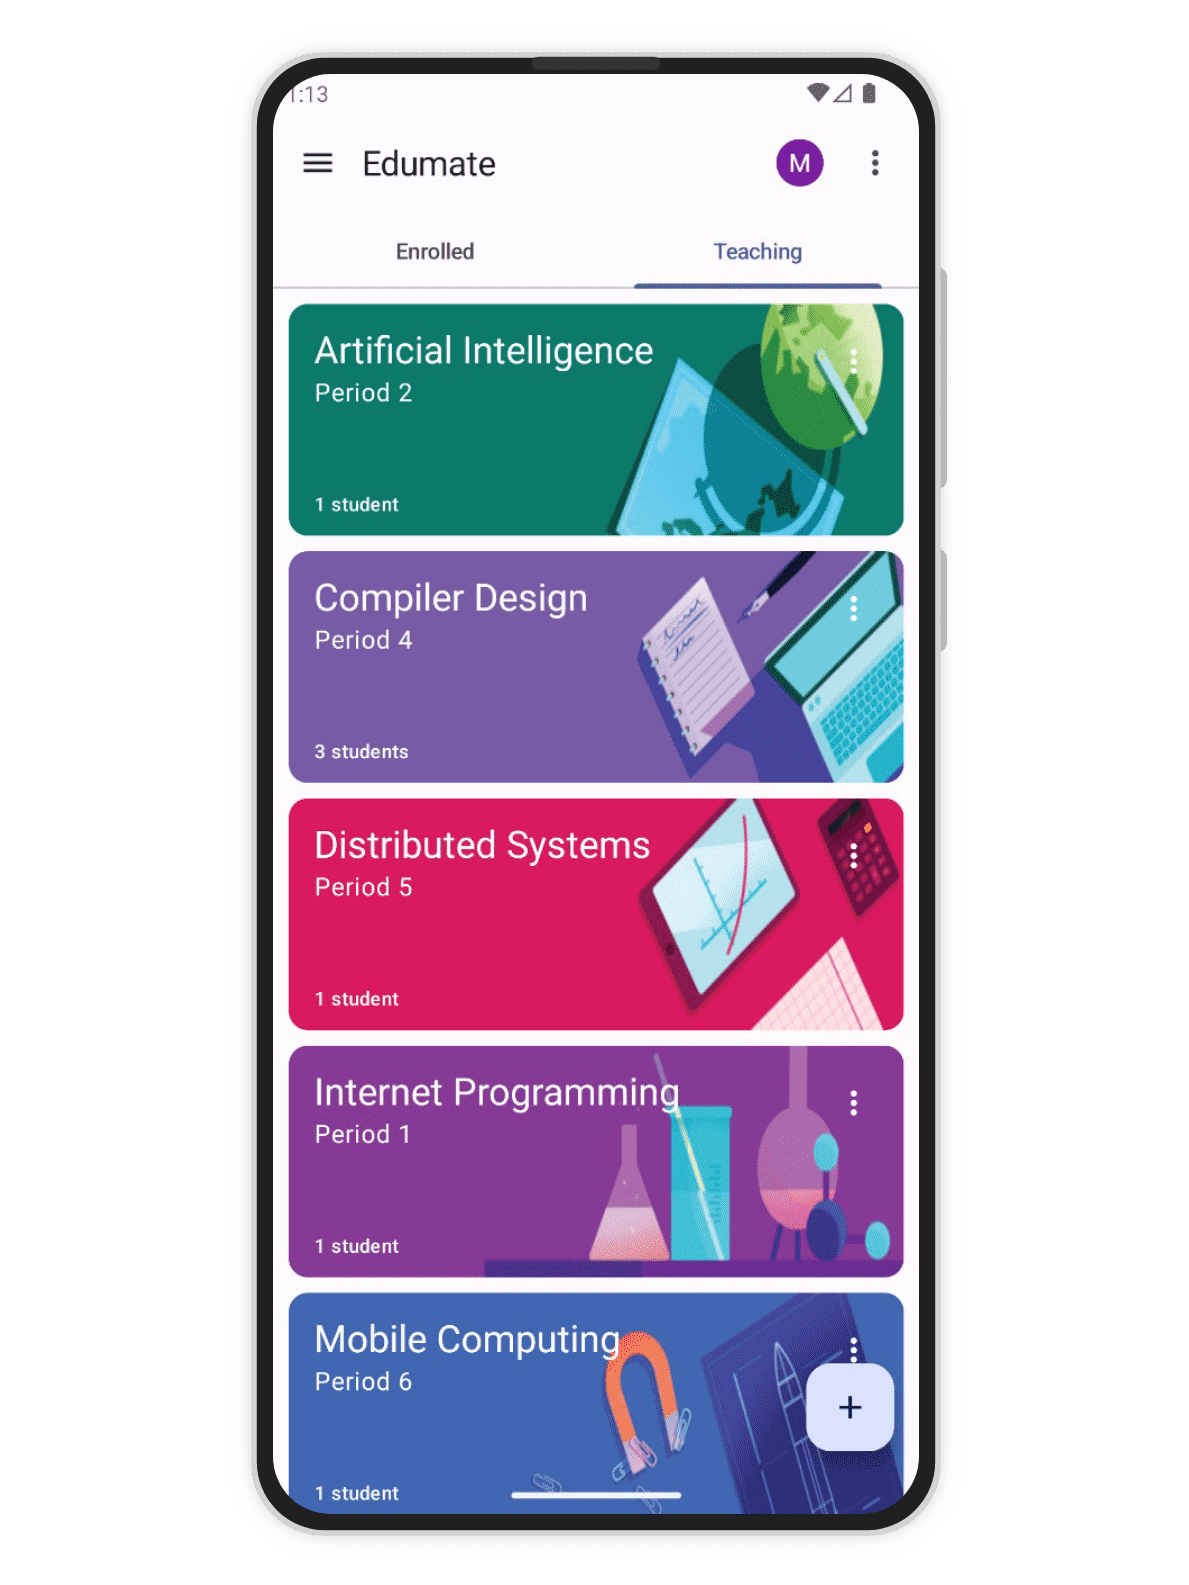 1:13
Edumate
M
Enrolled
Teaching
Artificial Intelligence
Period 2
1 student
Compiler Design
Period 4
3 students
Distributed Systems
Period 5
1 student
Internet Programming
Period 1
1 student
Mobile Computing
Period 6
+
1 student